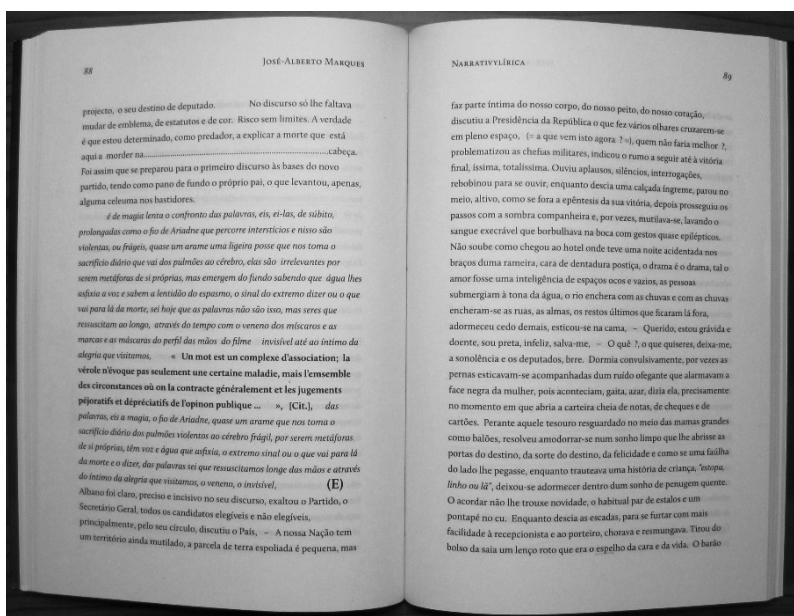 88
JOSÉ-ALBERTO MARQUES
projecto, o seu destino de deputado. No discurso só lhe faltava
mudar de emblema, de estatutos e de cor. Risco sem limites. A verdade
é que estou determinado, como predador, a explicar a morte que está
aqui a morder na......................................................................cabeça.
Foi assim que se preparou para o primeiro discurso às bases do novo
partido, tendo como pano de fundo o próprio pai, o que levantou, apenas,
alguma celeuma nos bastidores.
é de magia lenta o confronto das palavras, eis, ei-las, de súbito,
prolongadas como o fio de Ariadne que percorre interstícios e nisso são
violentas, ou frágeis, quase um arame uma ligeira posse que nos toma o
sacrifício diário que vai dos pulmões ao cérebro, elas são irrelevantes por
serem metáforas de si próprias, mas emergem do fundo sabendo que água lhes
asfixia a voz e sabem a lentidão do espasmo, o sinal do extremo dizer ou o que
vai para lá da morte, sei hoje que as palavras não são isso, mas seres que
ressuscitam ao longo, através do tempo com o veneno dos míscaros e as
marcas e as máscaras do perfil das mãos do filme invisível até ao íntimo da
alegria que visitamos, « Un mot est un complexe d'association; la
vérole n'évoque pas seulement une certaine maladie, mais l'emsemble
des circonstances où on la contracte généralement et les jugements
péjoratifs et dépréciatifs de l'opinon publique ... », [Cit.], das
palavras, eis a magia, o fio de Ariadne, quase um arame que nos toma o
sacrifício diário dos pulmões violentos ao cérebro frágil, por serem metáforas
de si próprias, têm voz e água que asfixia, o extremo sinal ou o que vai para lá
da morte e o dizer, das palavras sei que ressuscitamos longe das mãos e através
do íntimo da alegria que visitamos, o veneno, o invisível, (E)
Albano foi claro, preciso e incisivo no seu discurso, exaltou o Partido, o
Secretário Geral, todos os candidatos elegíveis e não elegíveis,
principalmente, pelo seu círculo, discutiu o País, – A nossa Nação tem
um território ainda mutilado, a parcela de terra espoliada é pequena, mas
NARRATIVYLÍRICA
89
faz parte íntima do nosso corpo, do nosso peito, do nosso coração,
discutiu a Presidência da República o que fez vários olhares cruzarem-se
em pleno espaço, (= a que vem isto agora ? =), quem não faria melhor ?,
problematizou as chefias militares, indicou o rumo a seguir até à vitória
final, íssima, totalíssima. Ouviu aplausos, silêncios, interrogações,
rebobinou para se ouvir, enquanto descia uma calçada íngreme, parou no
meio, altivo, como se fora a epêntesis da sua vitória, depois prosseguiu os
passos com a sombra companheira e, por vezes, mutilava-se, lavando o
sangue execrável que borbulhava na boca com gestos quase epilépticos.
Não soube como chegou ao hotel onde teve uma noite acidentada nos
braços duma rameira, cara de dentadura postiça, o drama é o drama, tal o
amor fosse uma inteligência de espaços ocos e vazios, as pessoas
submergiam à tona da água, o rio enchera com as chuvas e com as chuvas
encheram-se as ruas, as almas, os restos últimos que ficaram lá fora,
adormeceu cedo demais, esticou-se na cama, – Querido, estou grávida e
doente, sou preta, infeliz, salva-me, – O quê ?, o que quiseres, deixa-me,
a sonolência e os deputados, brre. Dormia convulsivamente, por vezes as
pernas esticavam-se acompanhadas dum ruído ofegante que alarmavam a
face negra da mulher, pois aconteciam, gaita, azar, dizia ela, precisamente
no momento em que abria a carteira cheia de notas, de cheques e de
cartões. Perante aquele tesouro resguardado no meio das mamas grandes
como balões, resolveu amodorrar-se num sonho limpo que lhe abrisse as
portas do destino, da sorte do destino, da felicidade e como se uma faúlha
do lado lhe pegasse, enquanto trauteava uma história de criança, "estopa,
linho ou lã", deixou-se adormecer dentro dum sonho de penugem quente.
O acordar não lhe trouxe novidade, o habitual par de estalos e um
pontapé no cu. Enquanto descia as escadas, para se furtar com mais
facilidade à recepcionista e ao porteiro, chorava e resmungava. Tirou do
bolso da saia um lenço roto que era o espelho da cara e da vida. O barão